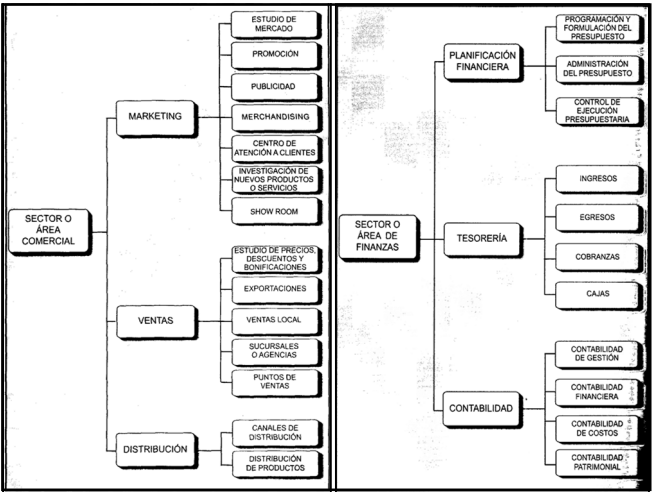 SECTOR O
ÁREA
COMERCIAL
MARKETING
ESTUDIO DE
MERCADO
PROMOCIÓN
PUBLICIDAD
MERCHANDISING
CENTRO DE
ATENCIÓN A CLIENTES
INVESTIGACIÓN DE
NUEVOS PRODUCTOS
O SERVICIOS
SHOW ROOM
VENTAS
ESTUDIO DE PRECIOS,
DESCUENTOS Y
BONIFICACIONES
EXPORTACIONES
VENTAS LOCAL
SUCURSALES
O AGENCIAS
PUNTOS DE
VENTAS
DISTRIBUCIÓN
CANALES DE
DISTRIBUCIÓN
DISTRIBUCIÓN
DE PRODUCTOS
SECTOR O
ÁREA DE
FINANZAS
PLANIFICACIÓN
FINANCIERA
PROGRAMACIÓN Y
FORMULACIÓN DEL
PRESUPUESTO
ADMINISTRACIÓN
DEL PRESUPUESTO
CONTROL DE
EJECUCIÓN
PRESUPUESTARIA
TESORERÍA
INGRESOS
EGRESOS
COBRANZAS
CAJAS
CONTABILIDAD
CONTABILIDAD
DE GESTIÓN
CONTABILIDAD
FINANCIERA
CONTABILIDAD
DE COSTOS
CONTABILIDAD
PATRIMONIAL